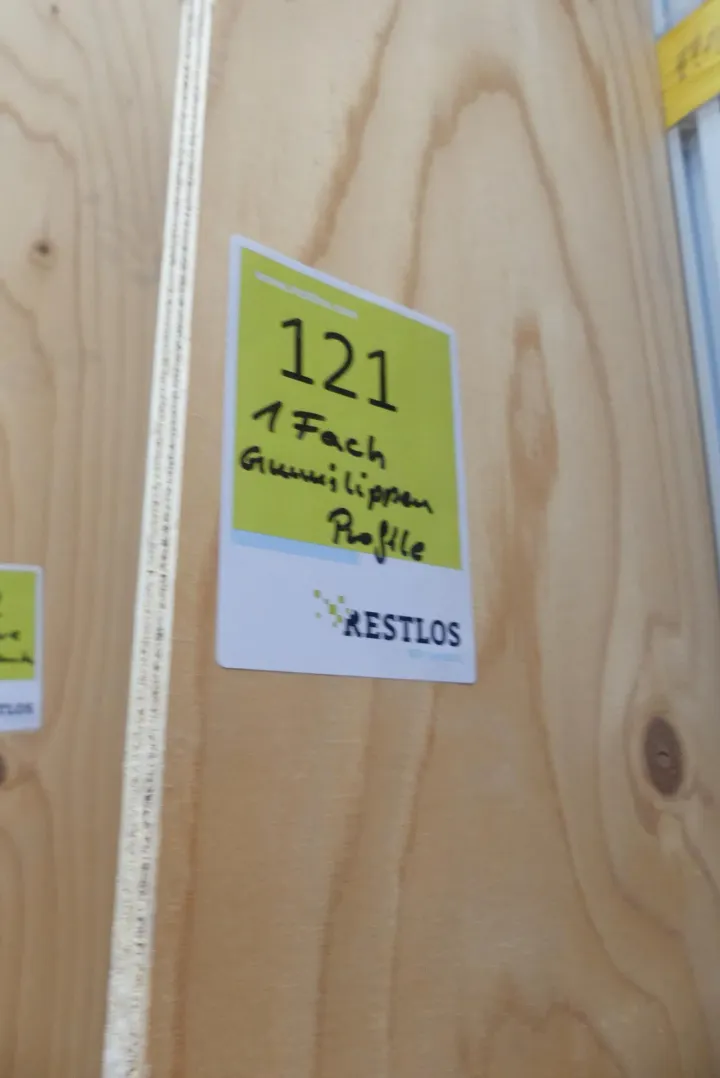 121
1 Fach
Gummilippen
Profile
RESTLOS